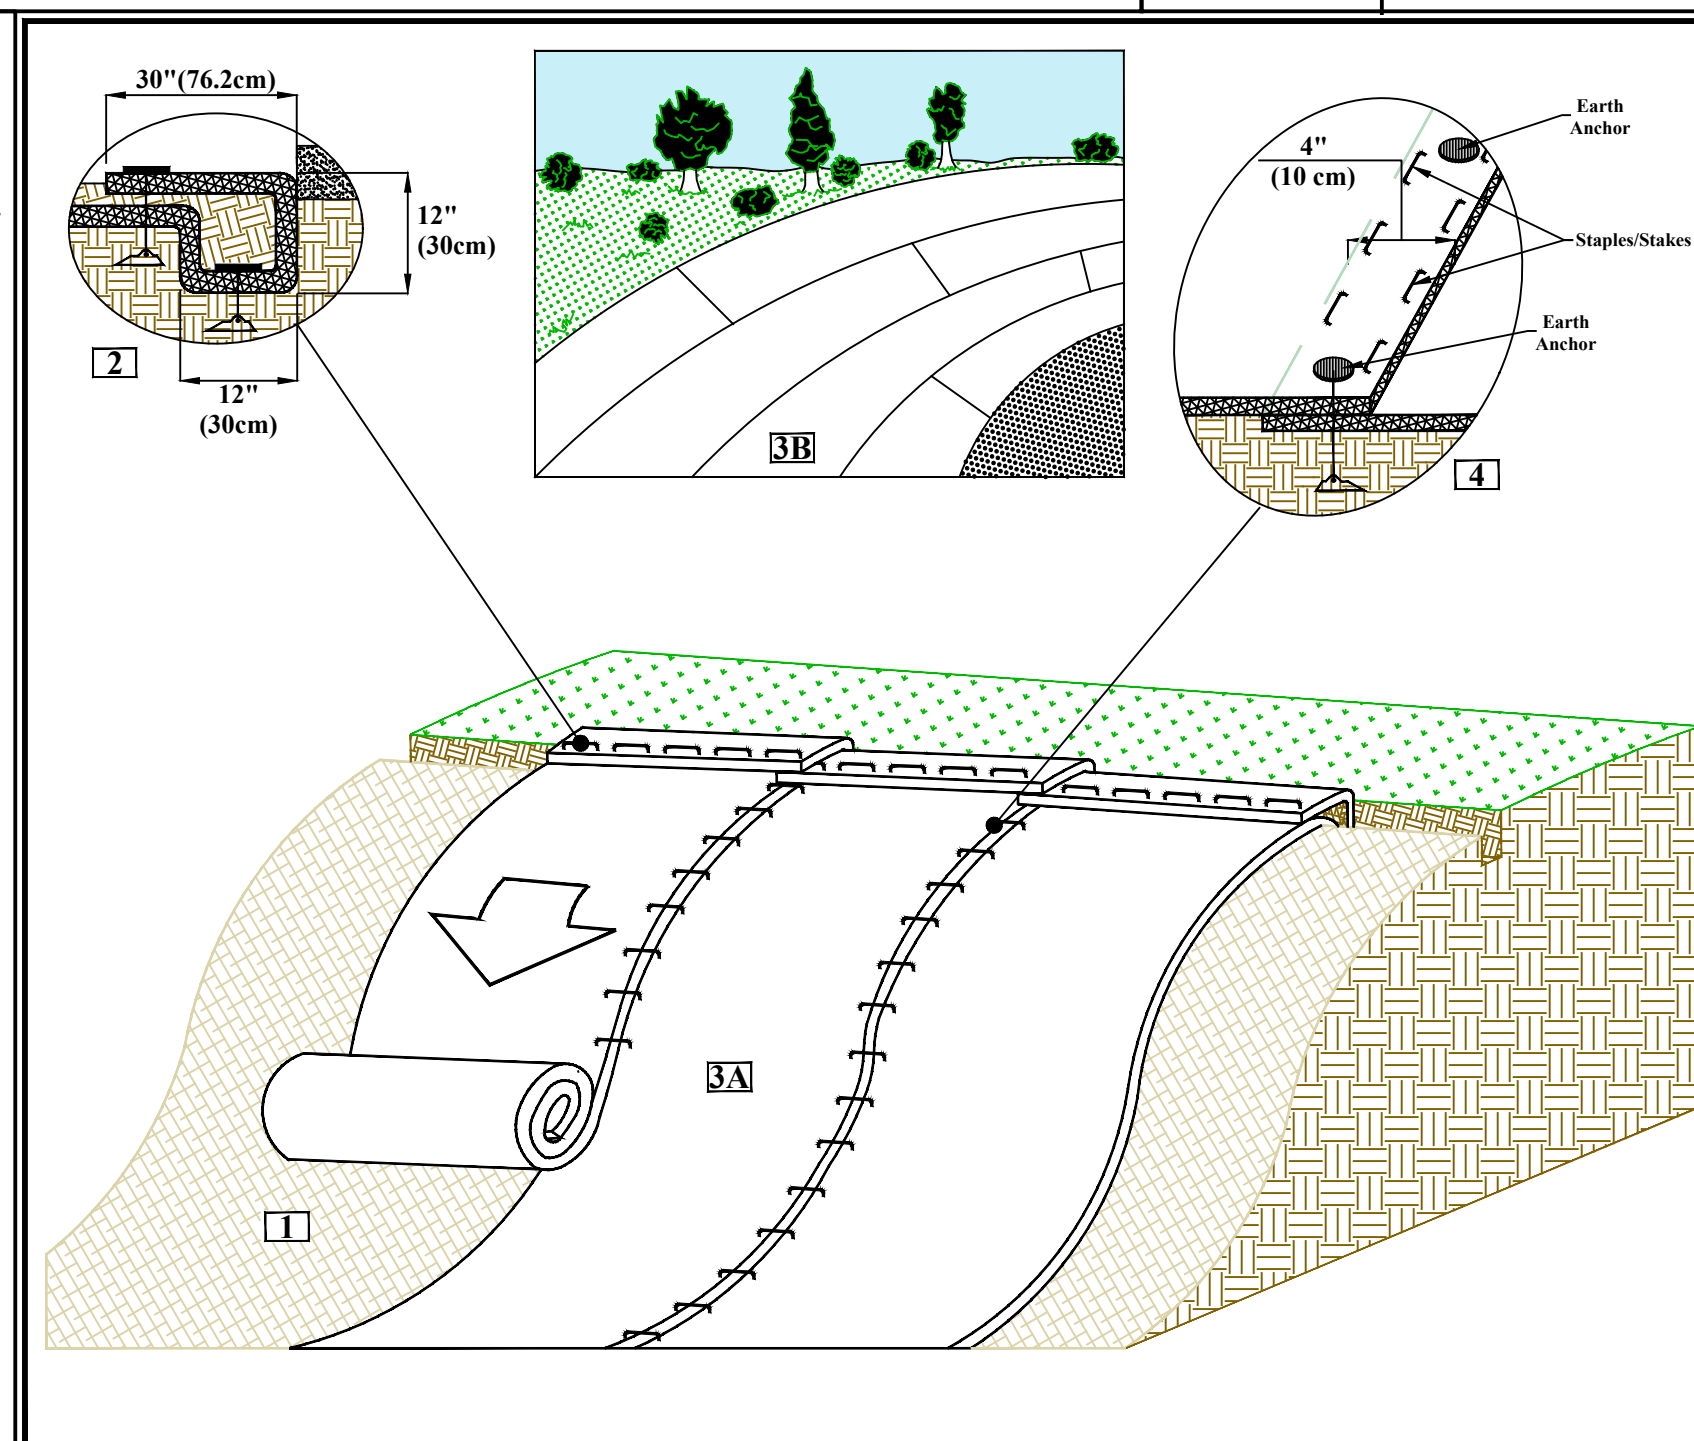 30"(76.2cm)
12"
(30cm)
2
12"
(30cm)
3B
4"
(10 cm)
Earth
Anchor
Staples/Stakes
Earth
Anchor
4
3A
1